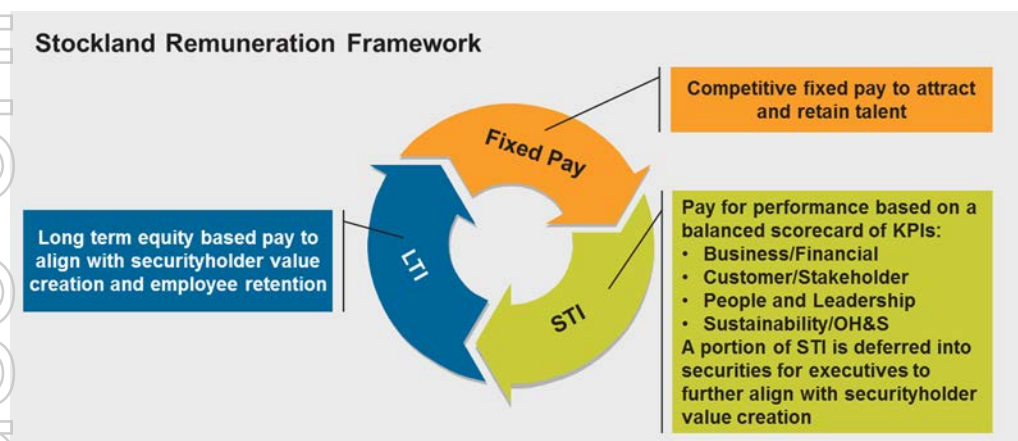 Stockland Remuneration Framework
Competitive fixed pay to attract
and retain talent
Fixed Pay
Pay for performance based on a
balanced scorecard of KPIs:
• Business/Financial
• Customer/Stakeholder
• People and Leadership
• Sustainability/OH&S
A portion of STI is deferred into
securities for executives to
further align with securityholder
value creation
STI
Long term equity based pay to
align with securityholder value
creation and employee retention
LTI